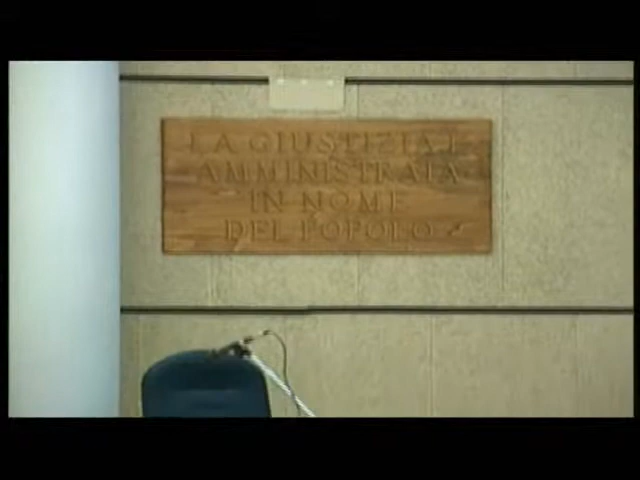 LA GIUSTIZIA È
AMMINISTRATA
IN NOME
DEL POPOLO